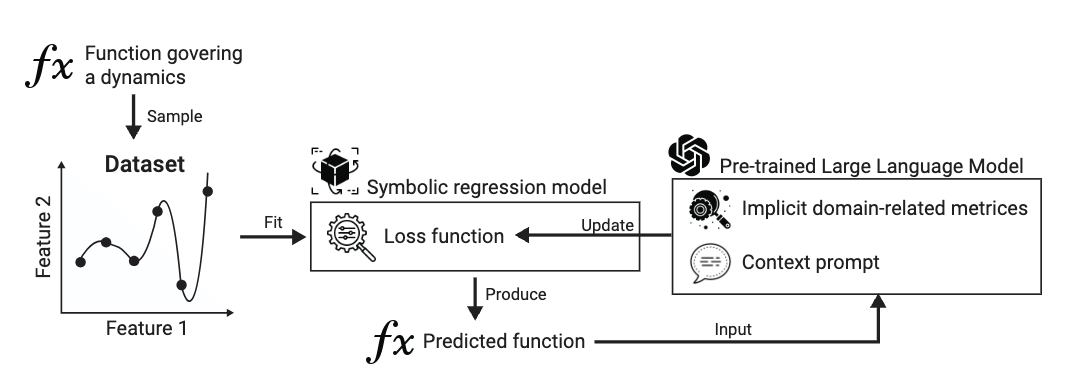 fx Function govering
a dynamics
Sample
Dataset
Feature 2
Feature 1
Fit
Symbolic regression model
Loss function
Update
Pre-trained Large Language Model
Implicit domain-related metrices
Context prompt
Produce
fx Predicted function
Input